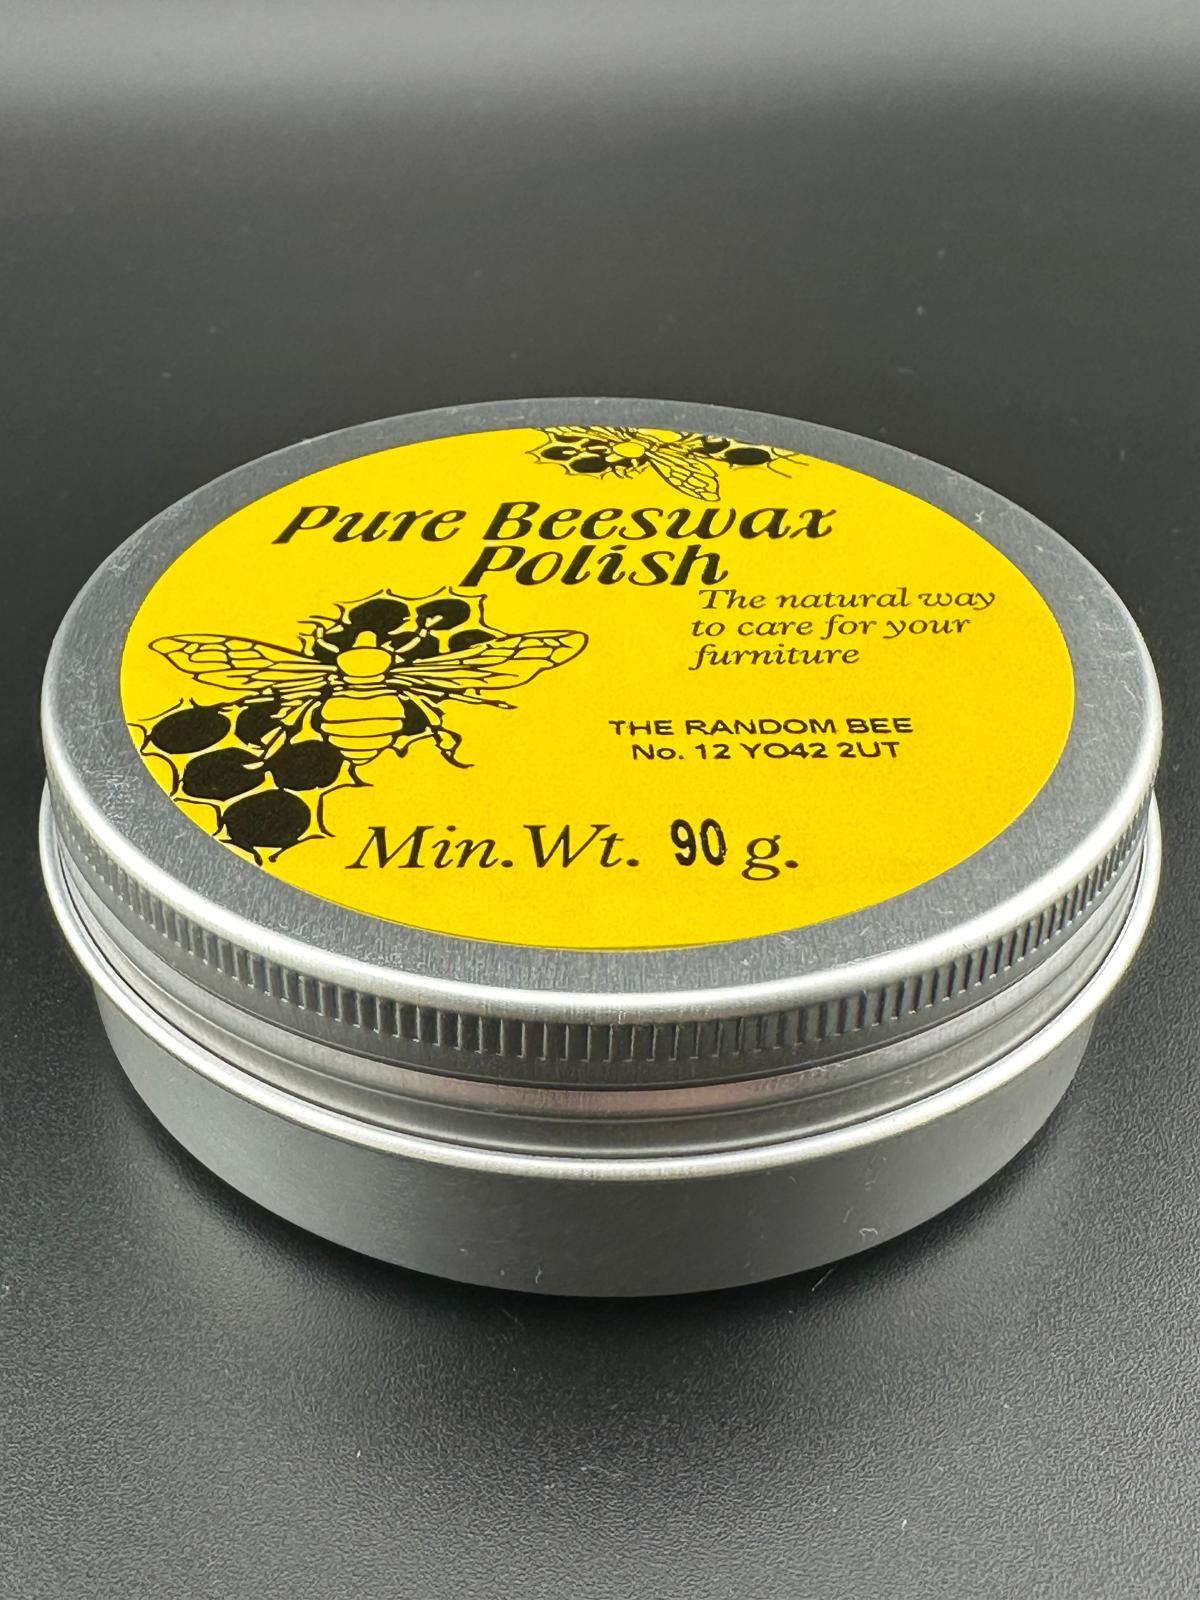 Pure Beeswax
Polish
The natural way
to care for your
furniture
THE RANDOM BEE
No. 12 YO42 2UT
Min. Wt. 90 g.